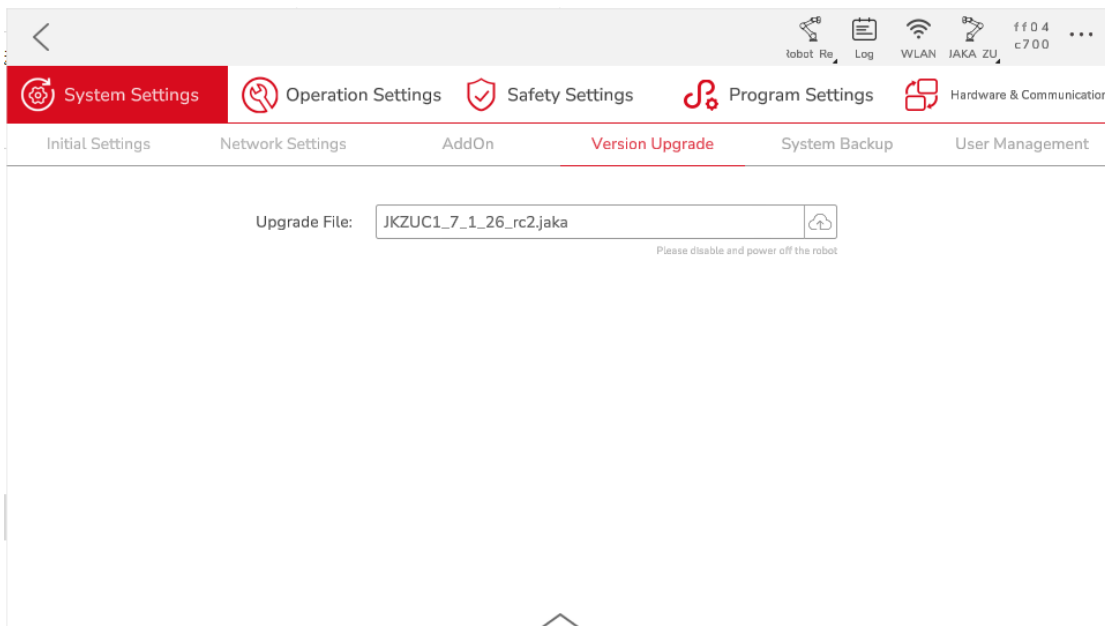 ff04
c700
Robot Re
Log
WLAN
JAKA ZU
System Settings
Operation Settings
Safety Settings
Program Settings
Hardware & Communication
Initial Settings
Network Settings
AddOn
Version Upgrade
System Backup
User Management
Upgrade File:
JKZUC1_7_1_26_rc2.jaka
Please disable and power off the robot